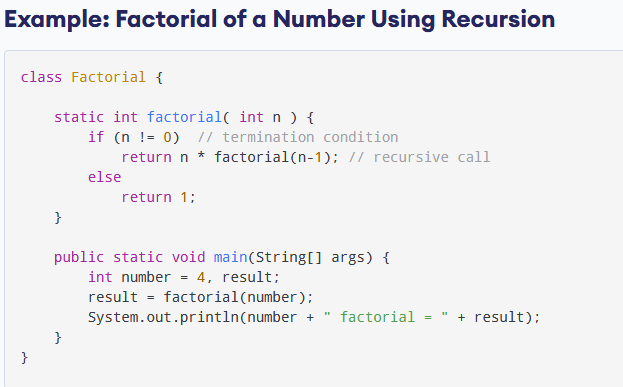 Example: Factorial of a Number Using Recursion
class Factorial {
static int factorial( int n ) {
if (n != 0)  // termination condition
return n * factorial(n-1); // recursive call
else
return 1;
}
public static void main(String[] args) {
int number = 4, result;
result = factorial(number);
System.out.println(number + " factorial = " + result);
}
}